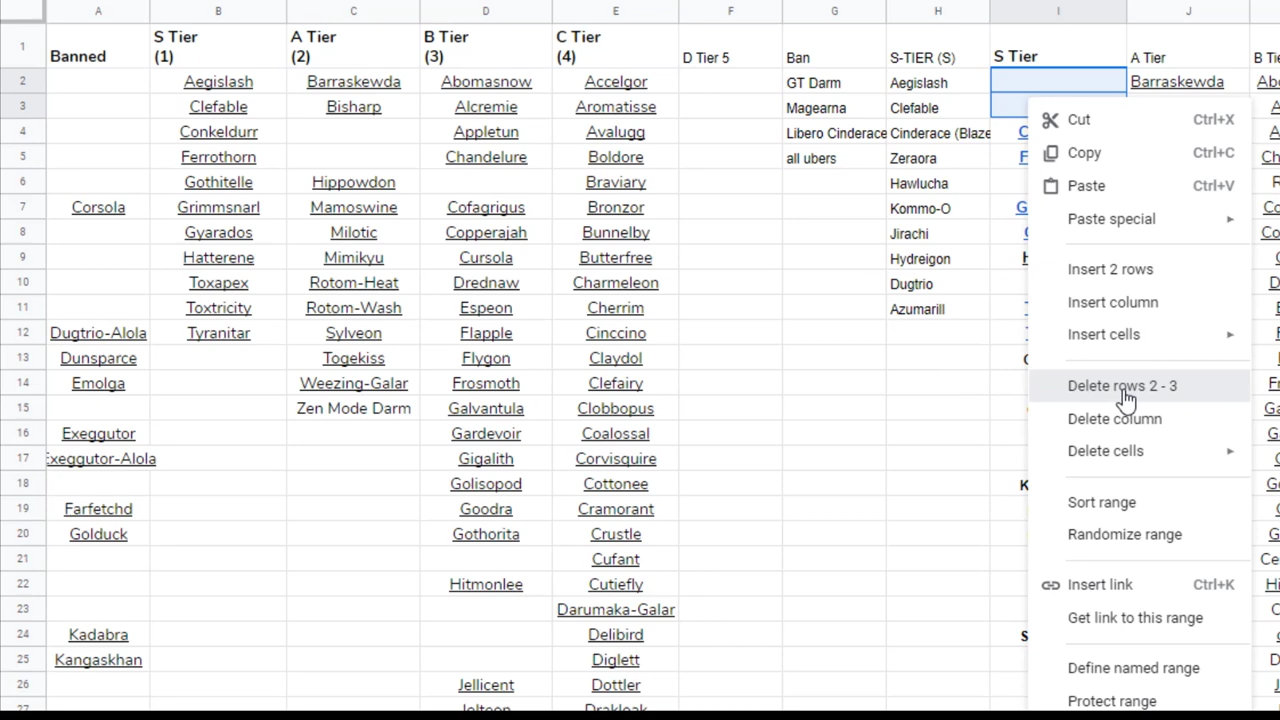 A B C D E F G H I J
1 Banned S Tier (1) A Tier (2) B Tier (3) C Tier (4) D Tier 5 Ban S-TIER (S) S Tier A Tier
2 Aegislash Barraskewda Abomasnow Accelgor GT Darm Aegislash Barraskewda
3 Clefable Bisharp Alcremie Aromatisse Magearna Clefable
4 Conkeldurr Appletun Avalugg Libero Cinderace Cinderace (Blaze
5 Ferrothorn Chandelure Boldore all ubers Zeraora
6 Gothitelle Hippowdon Braviary Hawlucha
7 Corsola Grimmsnarl Mamoswine Cofagrigus Bronzor Kommo-O
8 Gyarados Milotic Copperajah Bunnelby Jirachi
9 Hatterene Mimikyu Cursola Butterfree Hydreigon
10 Toxapex Rotom-Heat Drednaw Charmeleon Dugtrio
11 Toxtricity Rotom-Wash Espeon Cherrim Azumarill
12 Dugtrio-Alola Tyranitar Sylveon Flapple Cinccino
13 Dunsparce Togekiss Flygon Claydol
14 Emolga Weezing-Galar Frosmoth Clefairy
15 Zen Mode Darm Galvantula Clobbopus
16 Exeggutor Gardevoir Coalossal
17 Exeggutor-Alola Gigalith Corvisquire
18 Golisopod Cottonee
19 Farfetchd Goodra Cramorant
20 Golduck Gothorita Crustle
21 Cufant
22 Hitmonlee Cutiefly
23 Darumaka-Galar
24 Kadabra Delibird
25 Kangaskhan Diglett
26 Jellicent Dottler
27 Jolteon Drakloak
Cut Ctrl+X
Copy Ctrl+C
Paste Ctrl+V
Paste special
Insert 2 rows
Insert column
Insert cells
Delete rows 2 - 3
Delete column
Delete cells
Sort range
Randomize range
Insert link Ctrl+K
Get link to this range
Define named range
Protect range